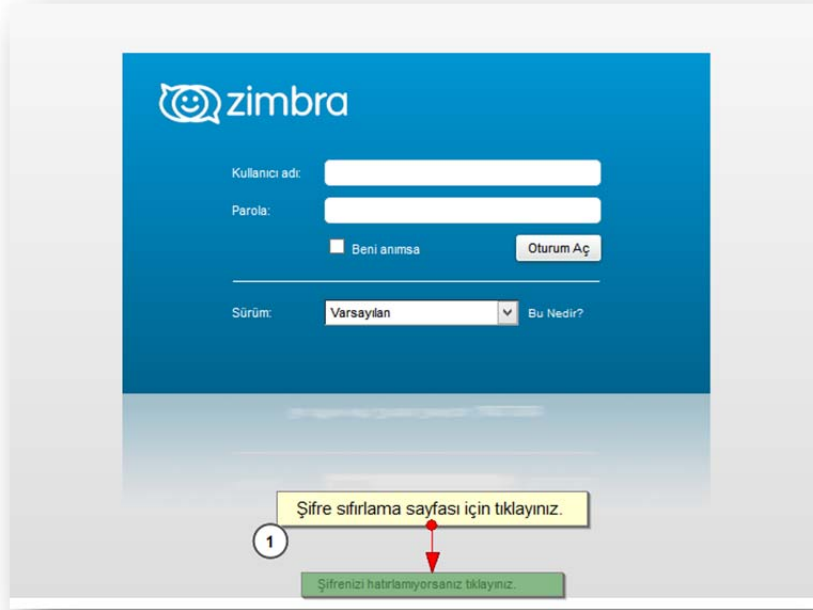 zimbra
Kullanıcı adı:
Parola:
Beni anımsa
Oturum Aç
Sürüm:
Varsayılan
Bu Nedir?
Şifre sıfırlama sayfası için tıklayınız.
1
Şifrenizi hatırlamıyorsanız tıklayınız.